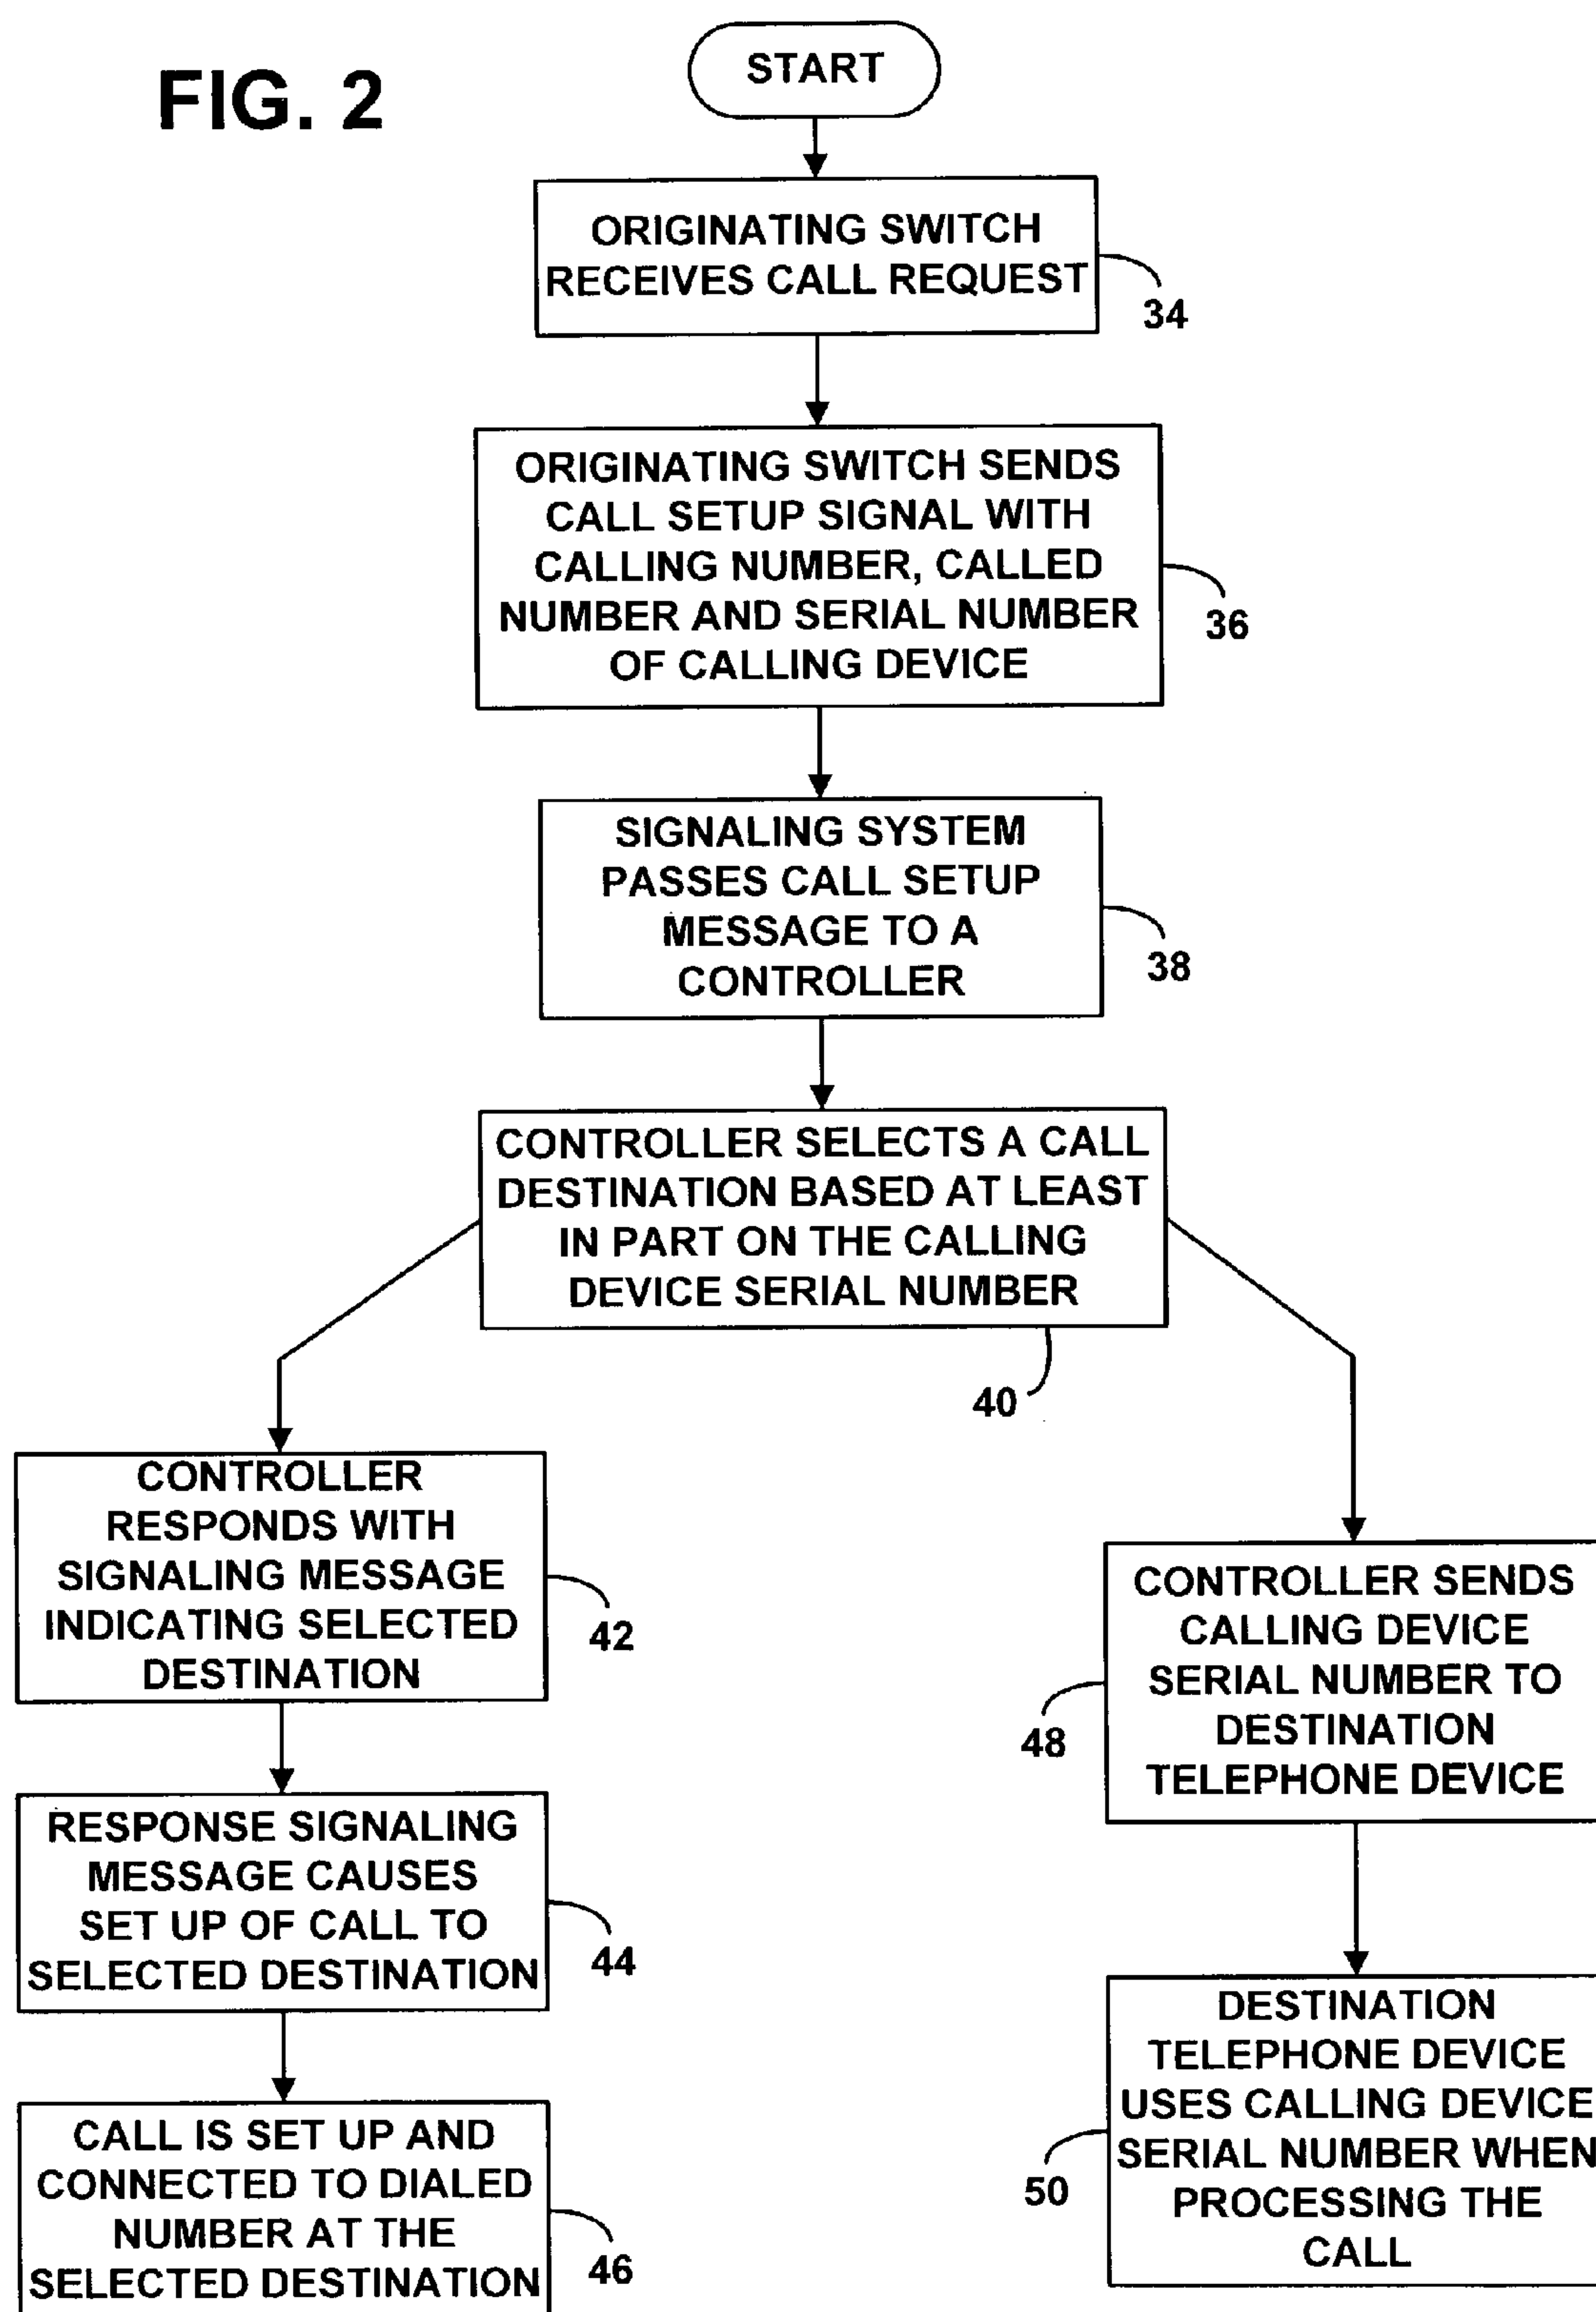 FIG. 2
START
ORIGINATING SWITCH
RECEIVES CALL REQUEST
34
ORIGINATING SWITCH SENDS
CALL SETUP SIGNAL WITH
CALLING NUMBER, CALLED
NUMBER AND SERIAL NUMBER
OF CALLING DEVICE
36
SIGNALING SYSTEM
PASSES CALL SETUP
MESSAGE TO A
CONTROLLER
38
CONTROLLER SELECTS A CALL
DESTINATION BASED AT LEAST
IN PART ON THE CALLING
DEVICE SERIAL NUMBER
40
CONTROLLER
RESPONDS WITH
SIGNALING MESSAGE
INDICATING SELECTED
DESTINATION
42
RESPONSE SIGNALING
MESSAGE CAUSES
SET UP OF CALL TO
SELECTED DESTINATION
44
CALL IS SET UP AND
CONNECTED TO DIALED
NUMBER AT THE
SELECTED DESTINATION
46
CONTROLLER SENDS
CALLING DEVICE
SERIAL NUMBER TO
DESTINATION
TELEPHONE DEVICE
48
DESTINATION
TELEPHONE DEVICE
USES CALLING DEVICE
SERIAL NUMBER WHEN
PROCESSING THE
CALL
50